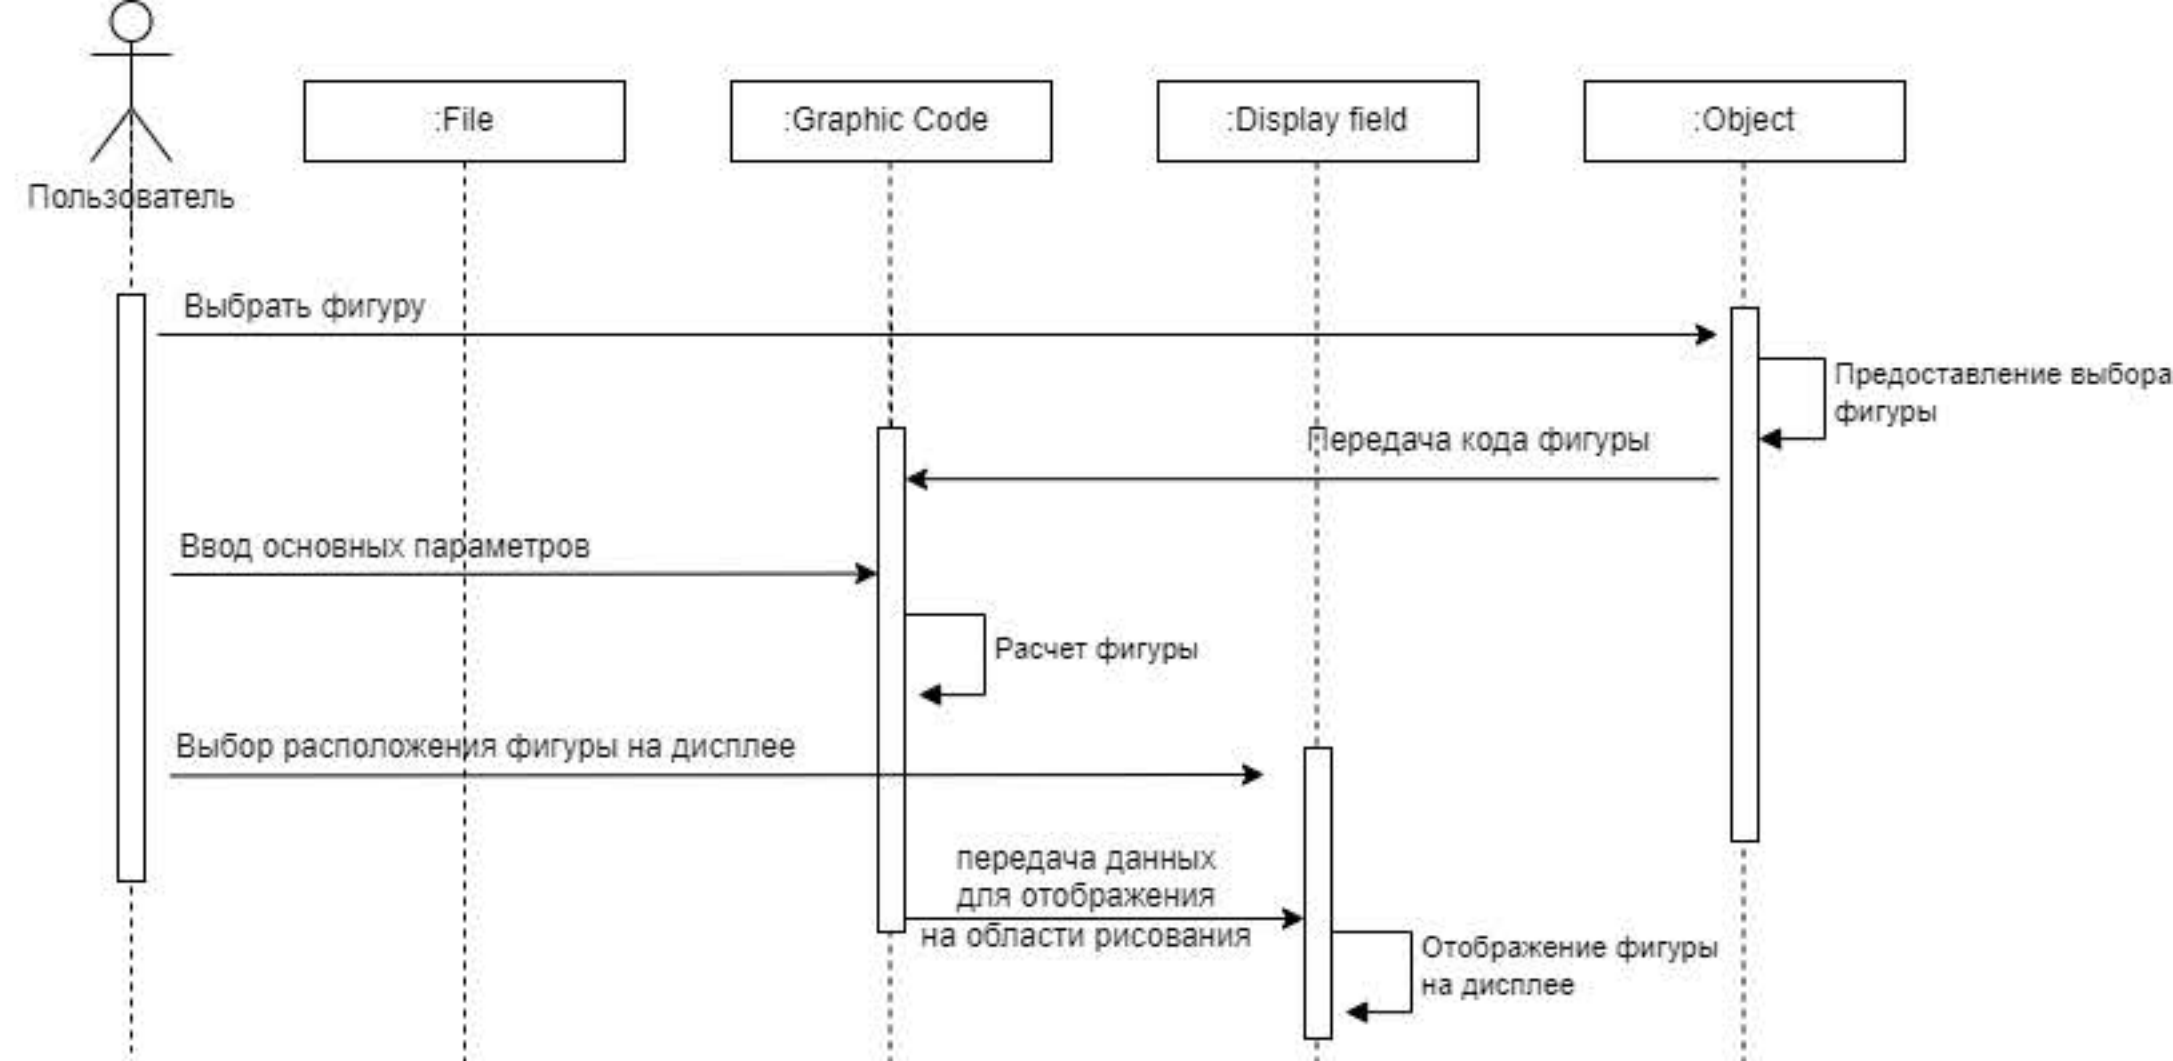 :File
:Graphic Code
:Display field
:Object
Пользователь
Выбрать фигуру
Предоставление выбора
фигуры
Передача кода фигуры
Ввод основных параметров
Расчет фигуры
Выбор расположения фигуры на дисплее
передача данных
для отображения
на области рисования
Отображение фигуры
на дисплее